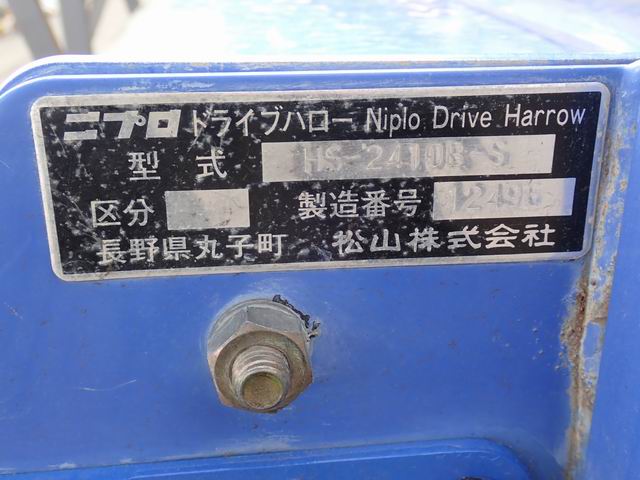 ニプロ ドライブハロー Niplo Drive Harrow
型式 HS-2410B-S
区分
製造番号 12496
長野県丸子町 松山株式会社